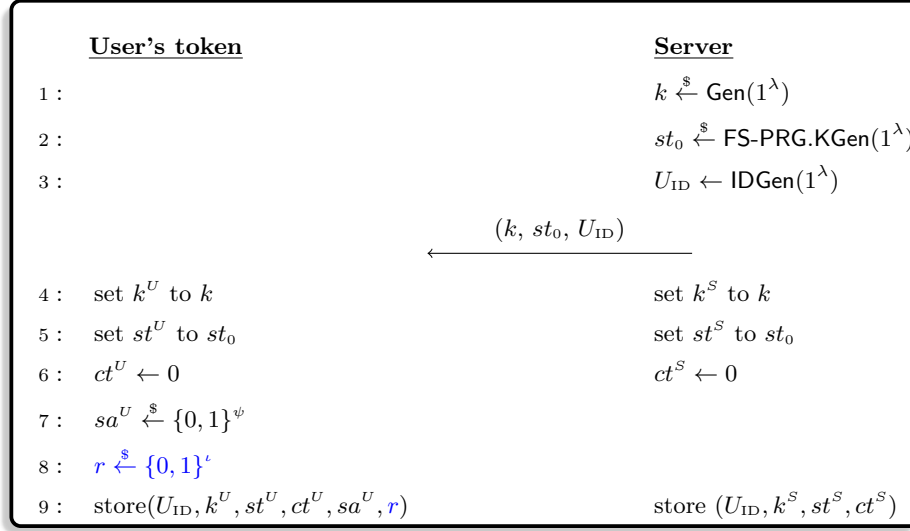 User's token Server
1 : k ←$ Gen(1^λ)
2 : st_0 ←$ FS-PRG.KGen(1^λ)
3 : U_ID ← IDGen(1^λ)
(k, st_0, U_ID)
4 : set k^U to k set k^S to k
5 : set st^U to st_0 set st^S to st_0
6 : ct^U ← 0 ct^S ← 0
7 : sa^U ←$ {0, 1}^ψ
8 : r ←$ {0, 1}^ι
9 : store(U_ID, k^U, st^U, ct^U, sa^U, r) store (U_ID, k^S, st^S, ct^S)